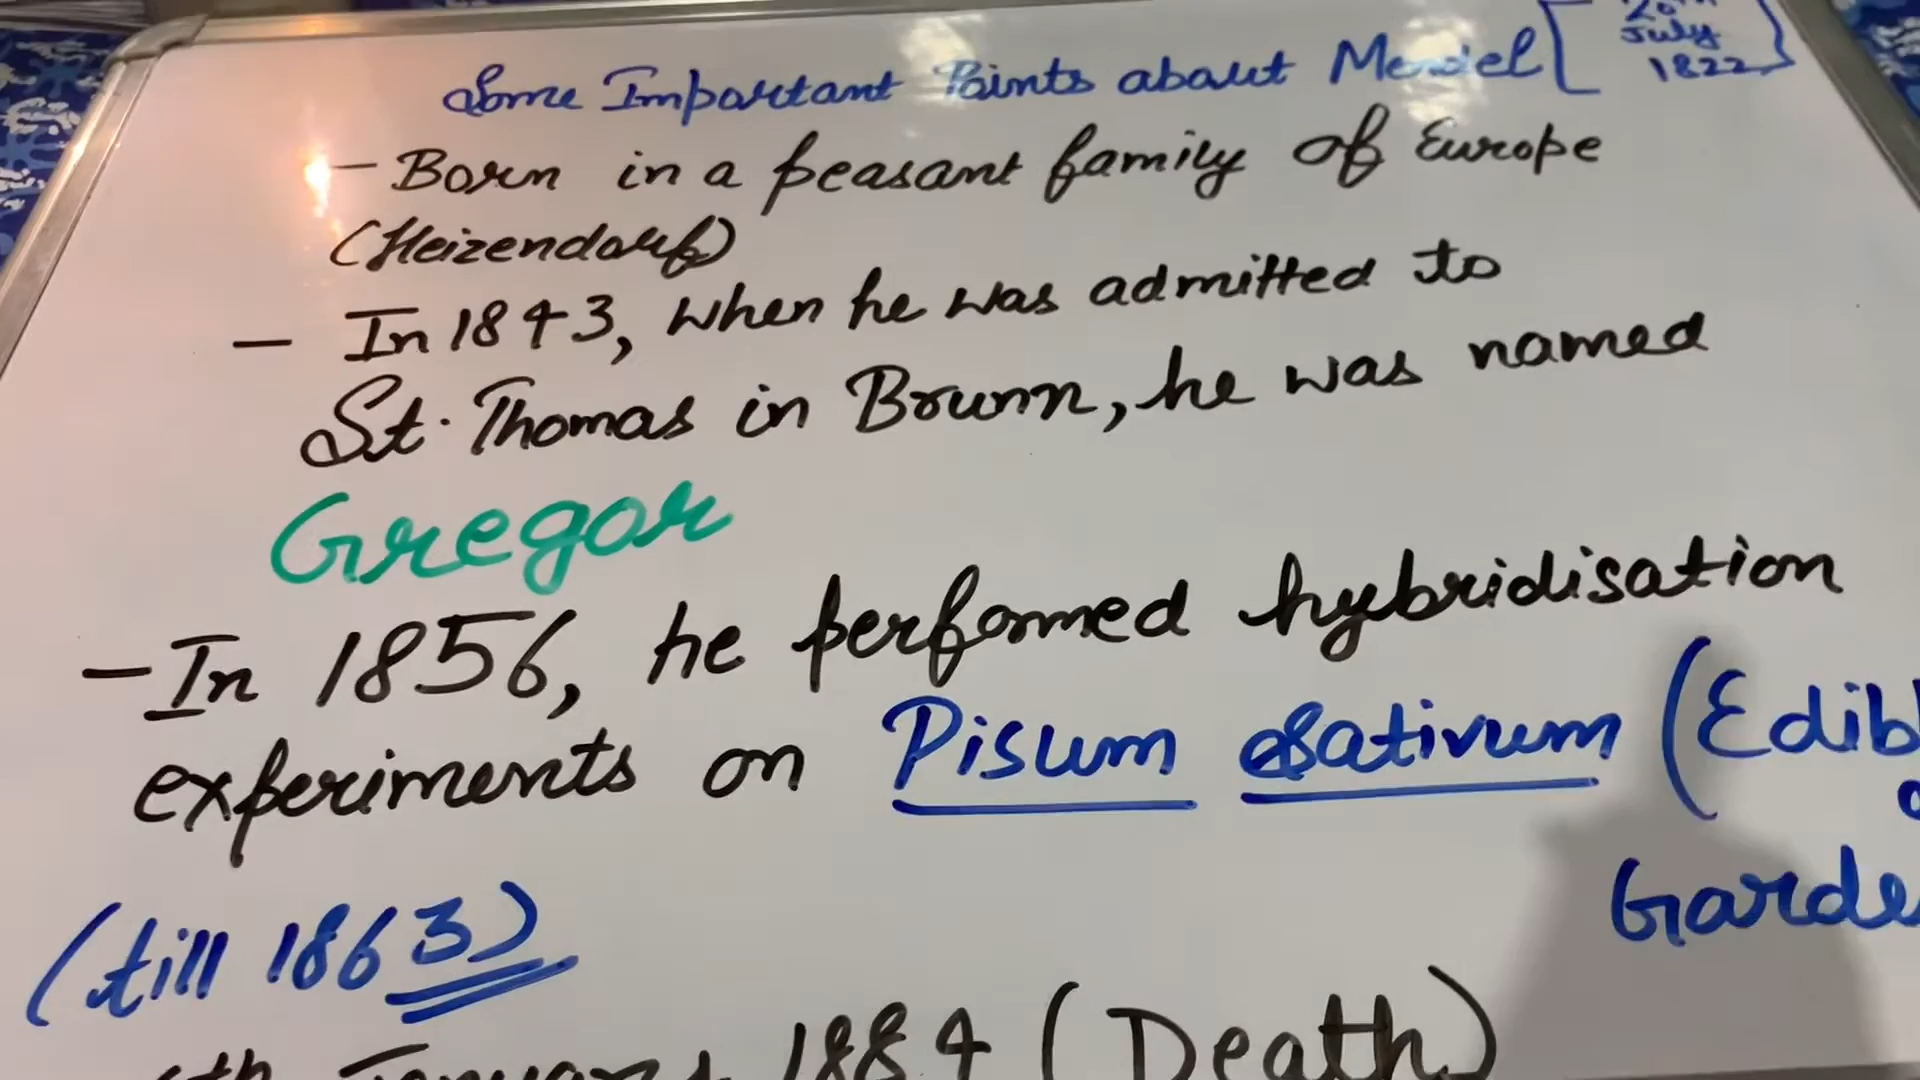 Some Important Points about Mendel [20th July 1822]
- Born in a peasant family of Europe
(Heizendorf)
- In 1843, when he was admitted to
St. Thomas in Brunn, he was named
Gregor
- In 1856, he performed hybridisation
experiments on Pisum sativum (Edib
Garde
(till 1863)
January 1884 (Death)